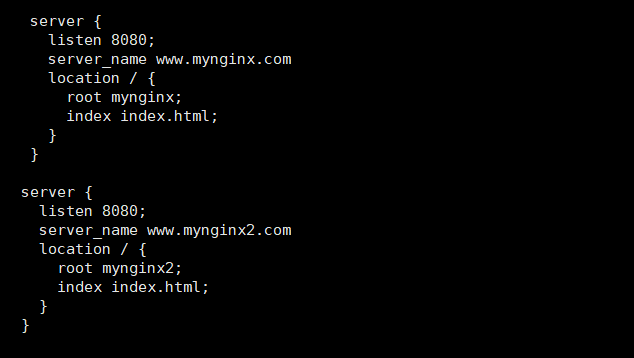 server {
listen 8080;
server_name www.mynginx.com
location / {
root mynginx;
index index.html;
}
}
server {
listen 8080;
server_name www.mynginx2.com
location / {
root mynginx2;
index index.html;
}
}